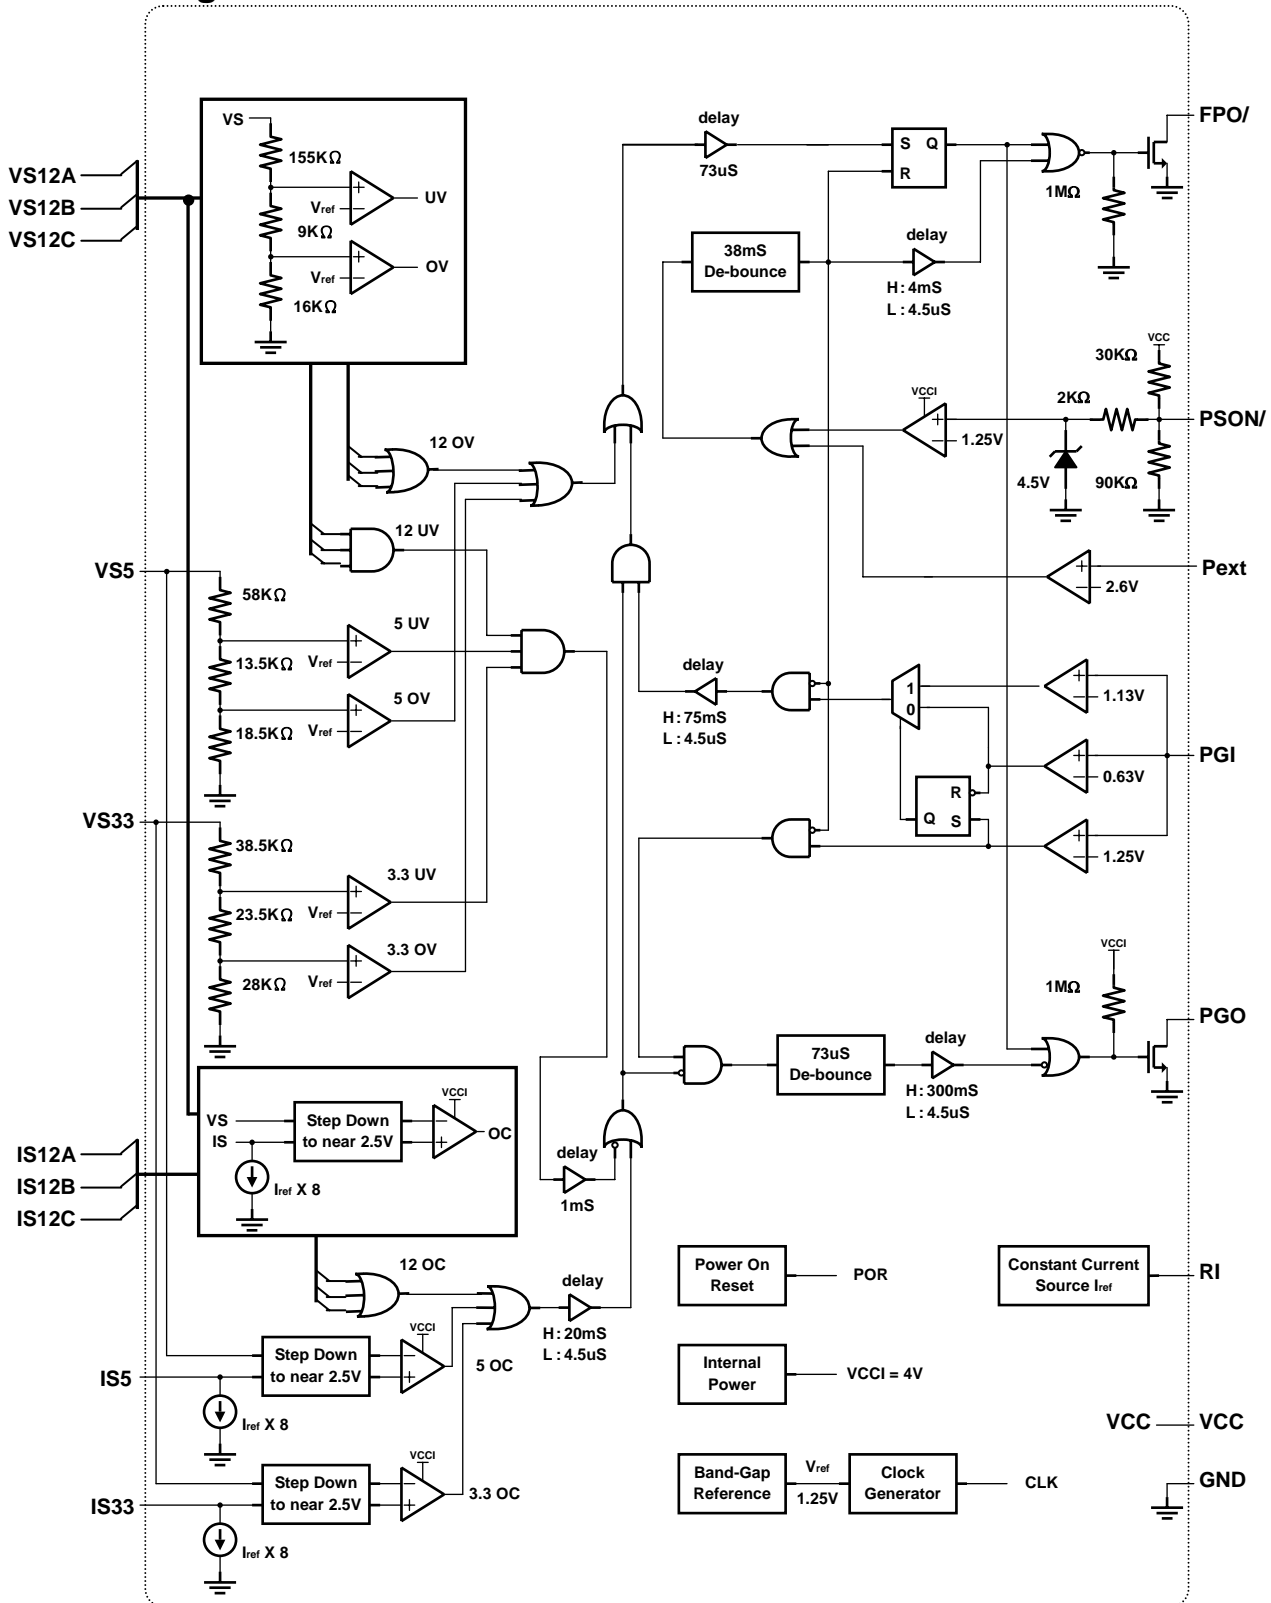 g
VS12A
VS12B
VS12C
VS
155KΩ
+
Vref
−
UV
9KΩ
+
Vref
−
OV
16KΩ
delay
73uS
S Q
R
1MΩ
FPO/
38mS
De-bounce
delay
H : 4mS
L : 4.5uS
VCC
30KΩ
2KΩ
PSON/
VCCI
+
−
1.25V
4.5V
90KΩ
12 OV
12 UV
Pext
+
−
2.6V
VS5
58KΩ
5 UV
+
Vref
−
13.5KΩ
5 OV
+
Vref
−
18.5KΩ
delay
H : 75mS
L : 4.5uS
1
0
+
−
1.13V
PGI
+
−
0.63V
R
Q S
+
−
1.25V
VS33
38.5KΩ
3.3 UV
+
Vref
−
23.5KΩ
3.3 OV
+
Vref
−
28KΩ
VCCI
1MΩ
PGO
73uS
De-bounce
delay
H : 300mS
L : 4.5uS
IS12A
IS12B
IS12C
VS
IS
Step Down
to near 2.5V
VCCI
−
+
OC
Iref X 8
delay
1mS
12 OC
delay
H : 20mS
L : 4.5uS
Power On
Reset
POR
Constant Current
Source Iref
RI
IS5
Step Down
to near 2.5V
VCCI
−
+
5 OC
Iref X 8
Internal
Power
VCCI = 4V
VCC
VCC
IS33
Step Down
to near 2.5V
VCCI
−
+
3.3 OC
Iref X 8
Band-Gap
Reference
Vref
1.25V
Clock
Generator
CLK
GND